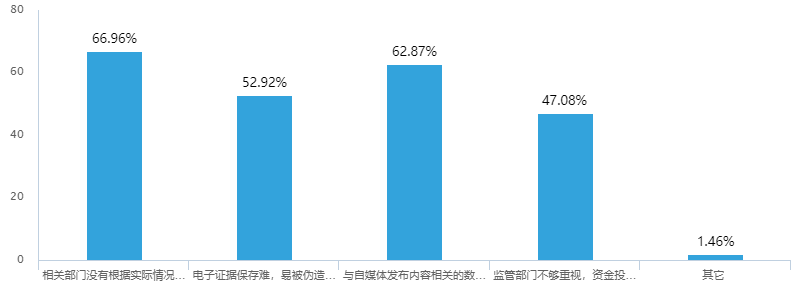 80
66.96%
62.87%
60
52.92%
47.08%
40
20
1.46%
0
相关部门没有根据实际情况...
电子证据保存难，易被伪造...
与自媒体发布内容相关的数...
监管部门不够重视，资金投...
其它